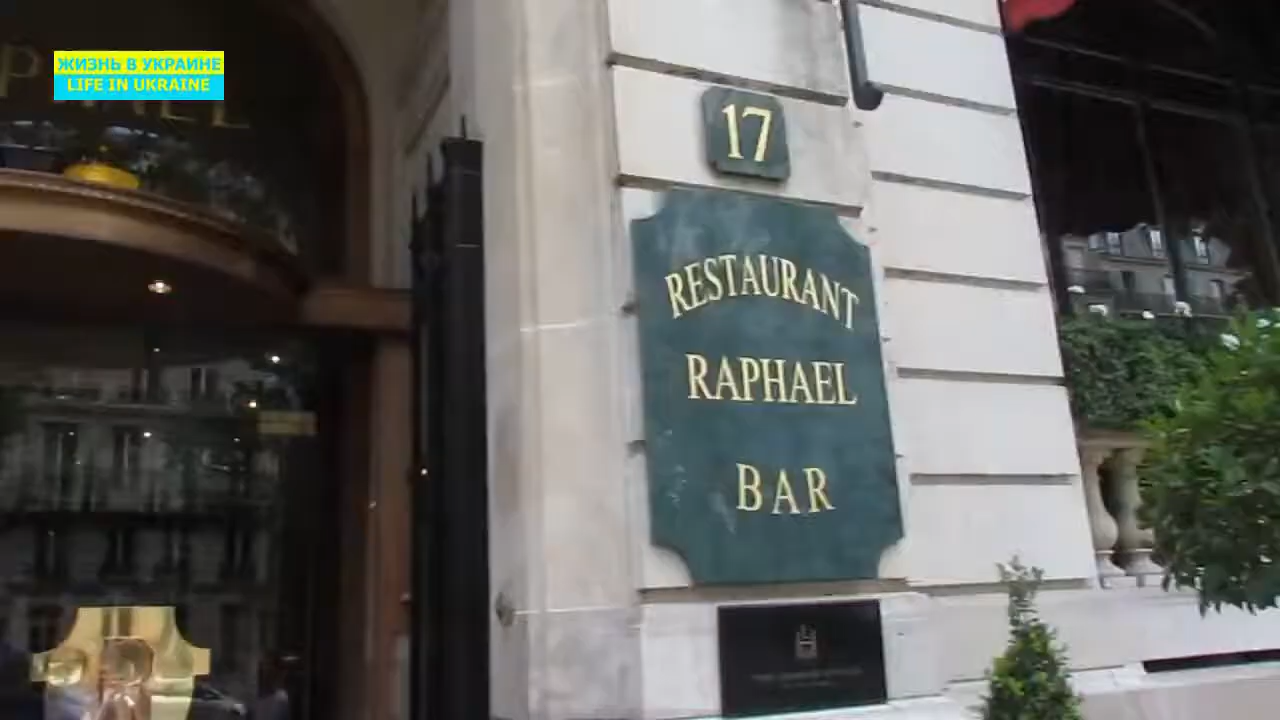 ЖИЗНЬ В УКРАИНЕ
LIFE IN UKRAINE
17
RESTAURANT
RAPHAEL
BAR